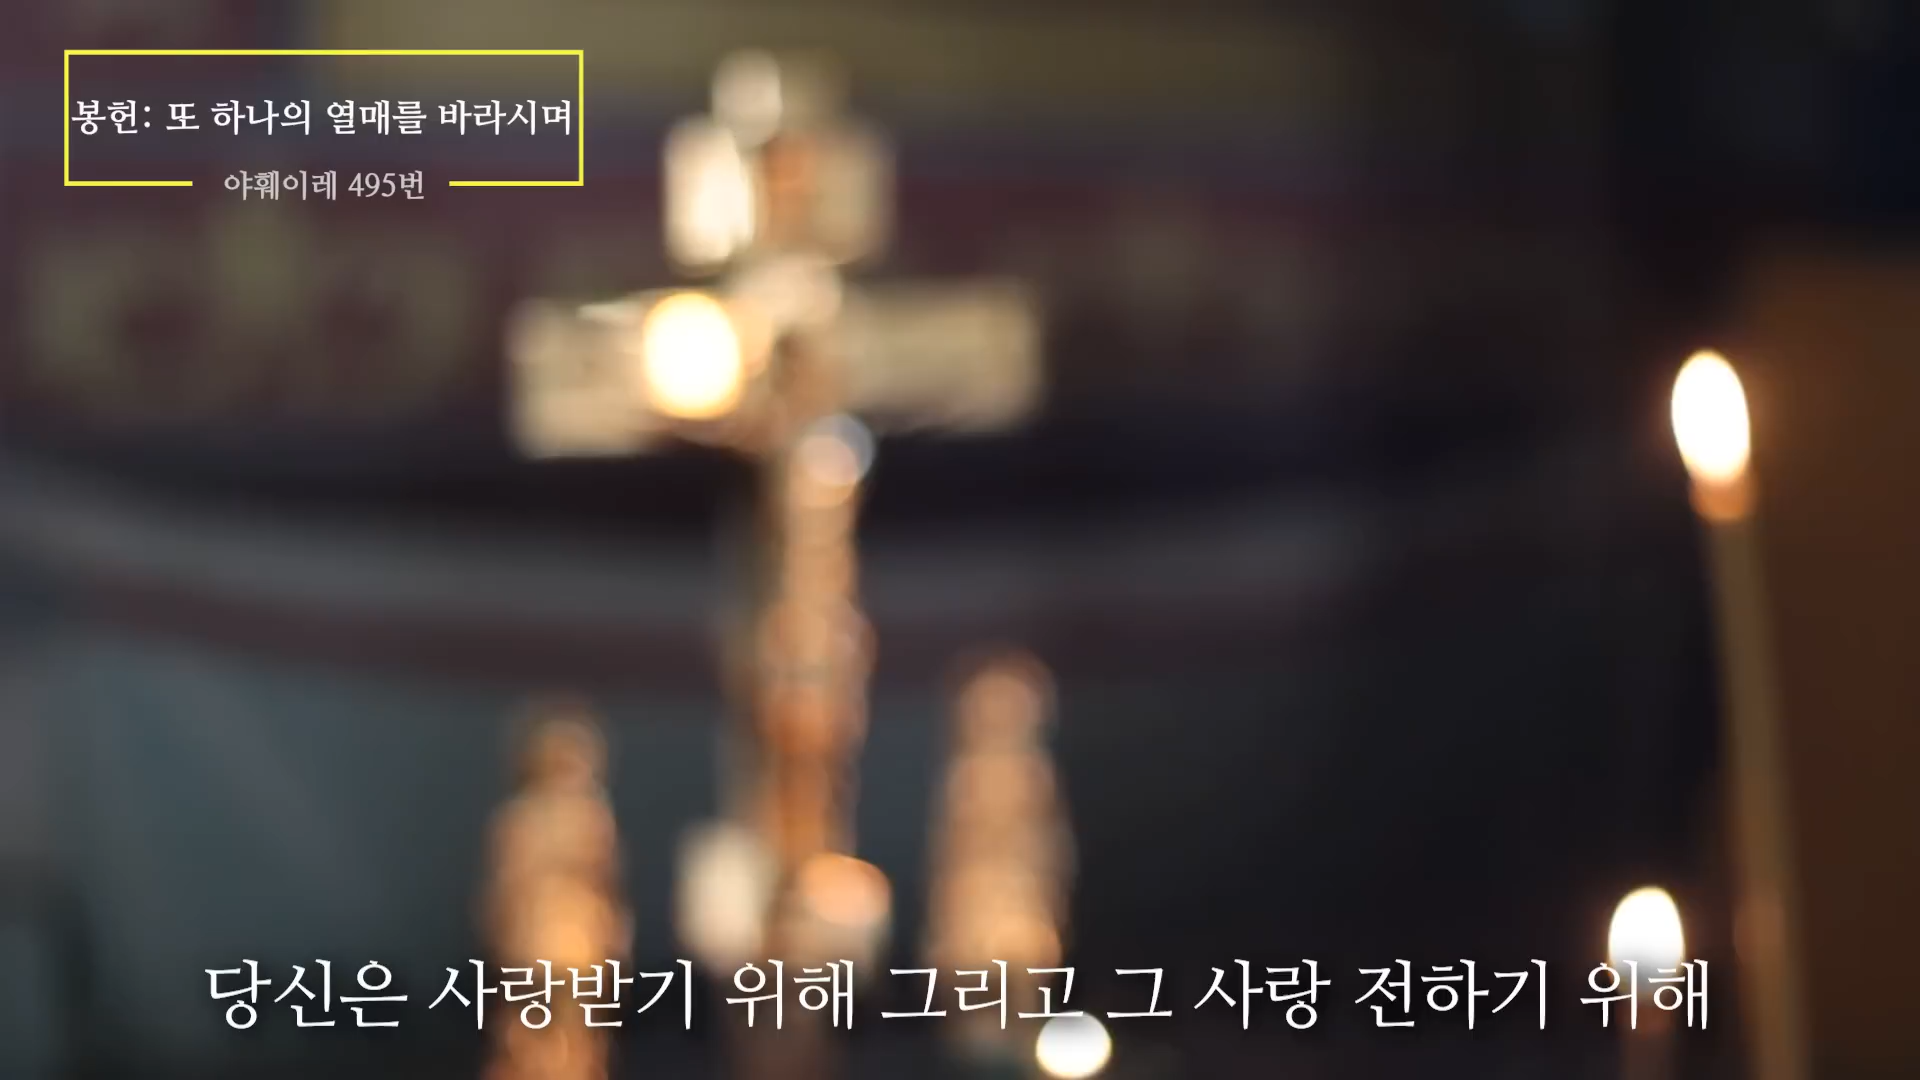 봉헌: 또 하나의 열매를 바라시며
야훼이레 495번
당신은 사랑받기 위해 그리고 그 사랑 전하기 위해